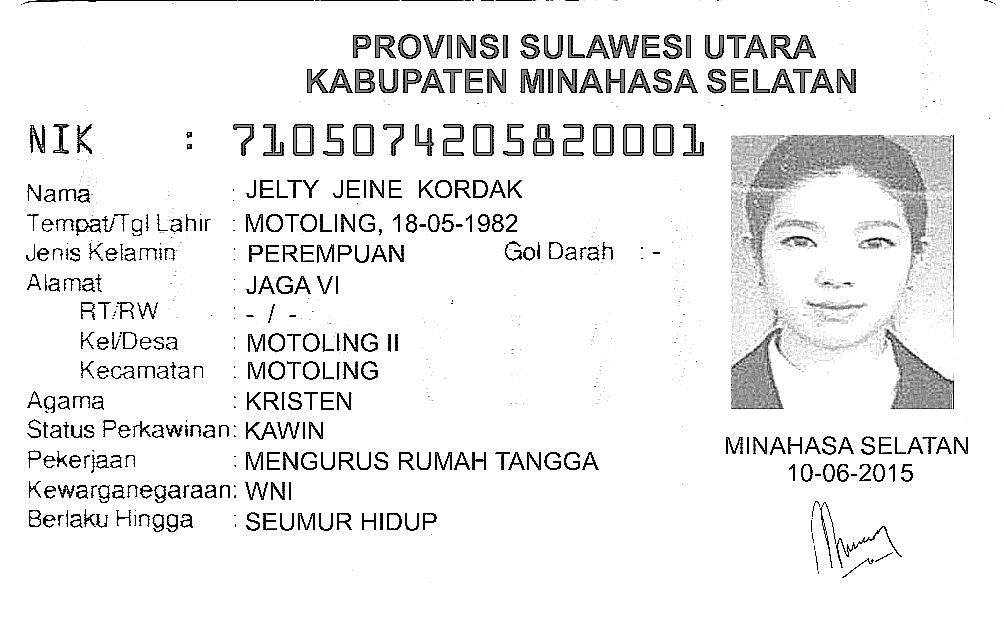 PROVINSI SULAWESI UTARA
KABUPATEN MINAHASA SELATAN
NIK : 7105074205820001
Nama : JELTY JEINE KORDAK
Tempat/Tgl Lahir : MOTOLING, 18-05-1982
Jenis Kelamin : PEREMPUAN Gol Darah : -
Alamat : JAGA VI
RT/RW : - / -
Kel/Desa : MOTOLING II
Kecamatan : MOTOLING
Agama : KRISTEN
Status Perkawinan: KAWIN
Pekerjaan : MENGURUS RUMAH TANGGA
Kewarganegaraan: WNI
Berlaku Hingga : SEUMUR HIDUP
MINAHASA SELATAN
10-06-2015